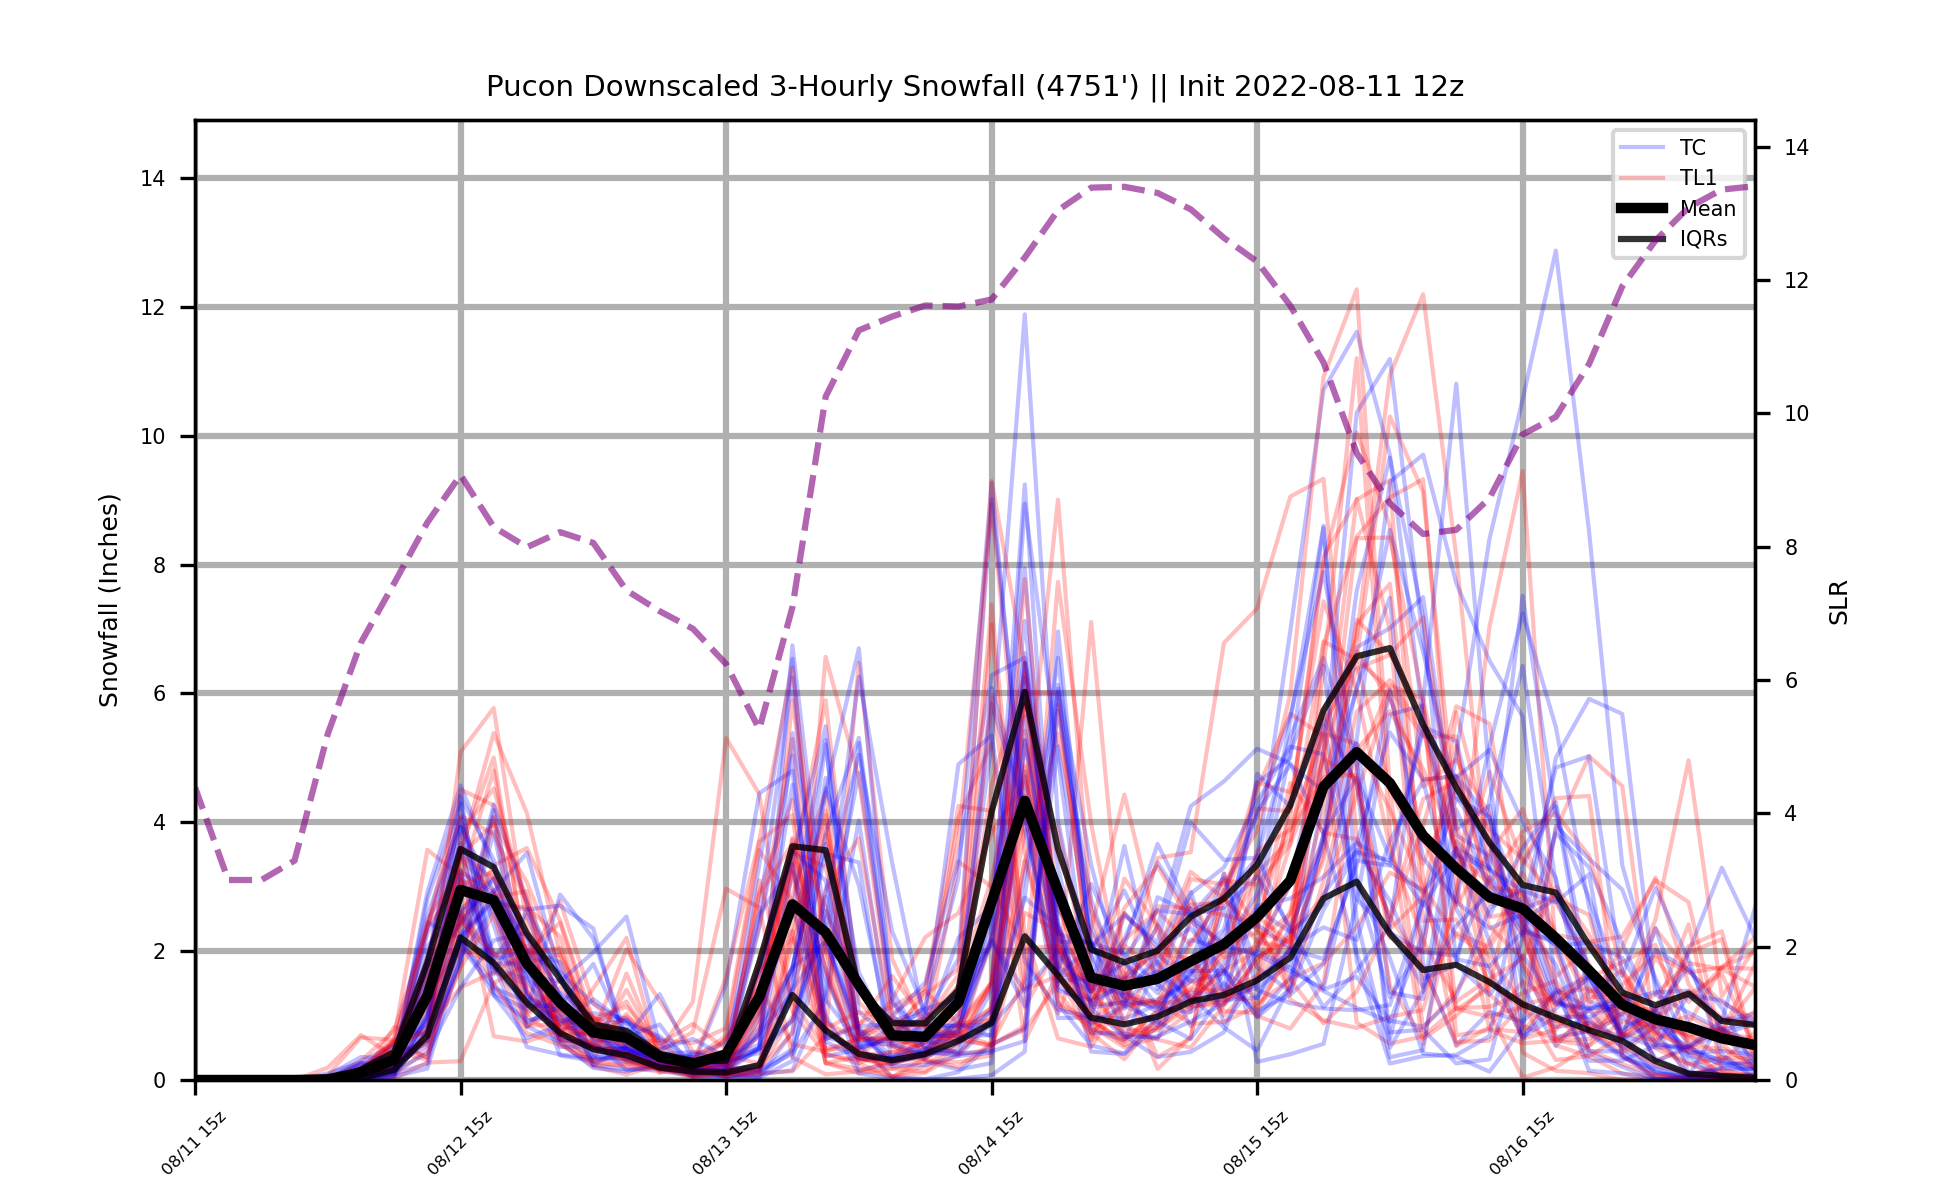 Pucon Downscaled 3-Hourly Snowfall (4751') || Init 2022-08-11 12z
TC
TL1
Mean
IQRs
Snowfall (Inches)
14
12
10
8
6
4
2
0
SLR
14
12
10
8
6
4
2
0
08/11 15z
08/12 15z
08/13 15z
08/14 15z
08/15 15z
08/16 15z